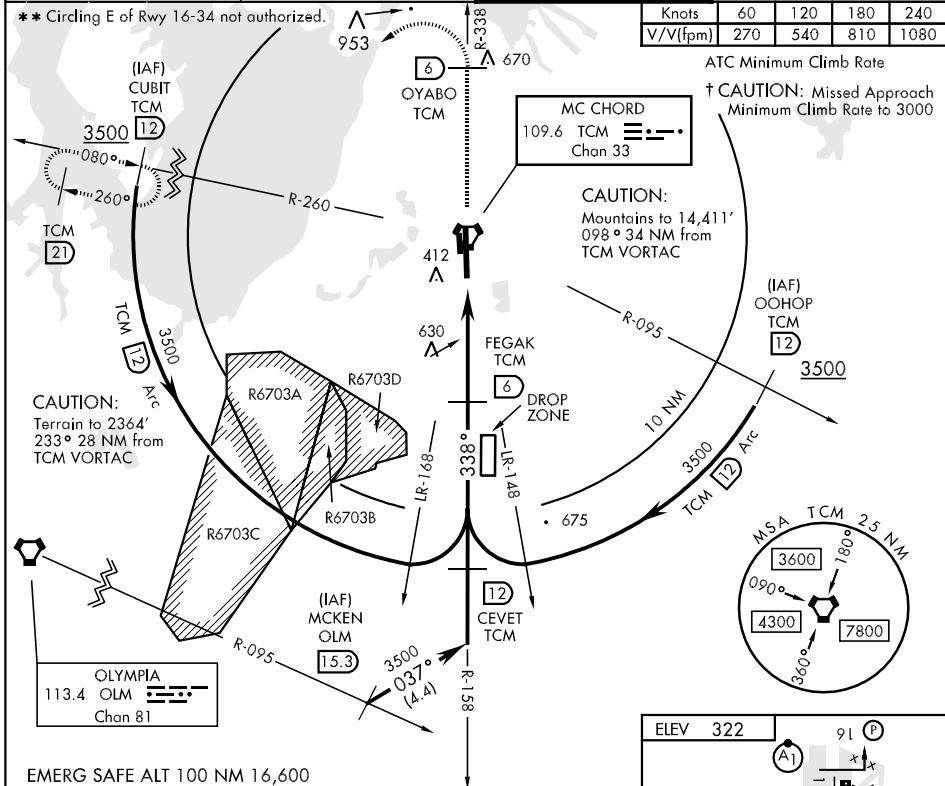 ** Circling E of Rwy 16-34 not authorized.
Knots 60 120 180 240
V/V(fpm) 270 540 810 1080
ATC Minimum Climb Rate
† CAUTION: Missed Approach
Minimum Climb Rate to 3000
953
R-338
670
6
OYABO
TCM
(IAF)
CUBIT
TCM
12
3500
080°
260°
TCM
21
R-260
MC CHORD
109.6 TCM
Chan 33
CAUTION:
Mountains to 14,411'
098° 34 NM from
TCM VORTAC
412
630
R-095
(IAF)
OOHOP
TCM
12
3500
TCM 12 Arc
3500
FEGAK
TCM
6
DROP
ZONE
R6703A
R6703D
R6703B
R6703C
CAUTION:
Terrain to 2364'
233° 28 NM from
TCM VORTAC
LR-168
338°
LR-148
10 NM
3500
TCM 12 Arc
675
MSA TCM 25 NM
3600
180°
090°
4300
7800
360°
12
CEVET
TCM
(IAF)
MCKEN
OLM
15.3
3500
037°
(4.4)
R-095
R-158
OLYMPIA
113.4 OLM
Chan 81
EMERG SAFE ALT 100 NM 16,600
ELEV 322
16
P
A1